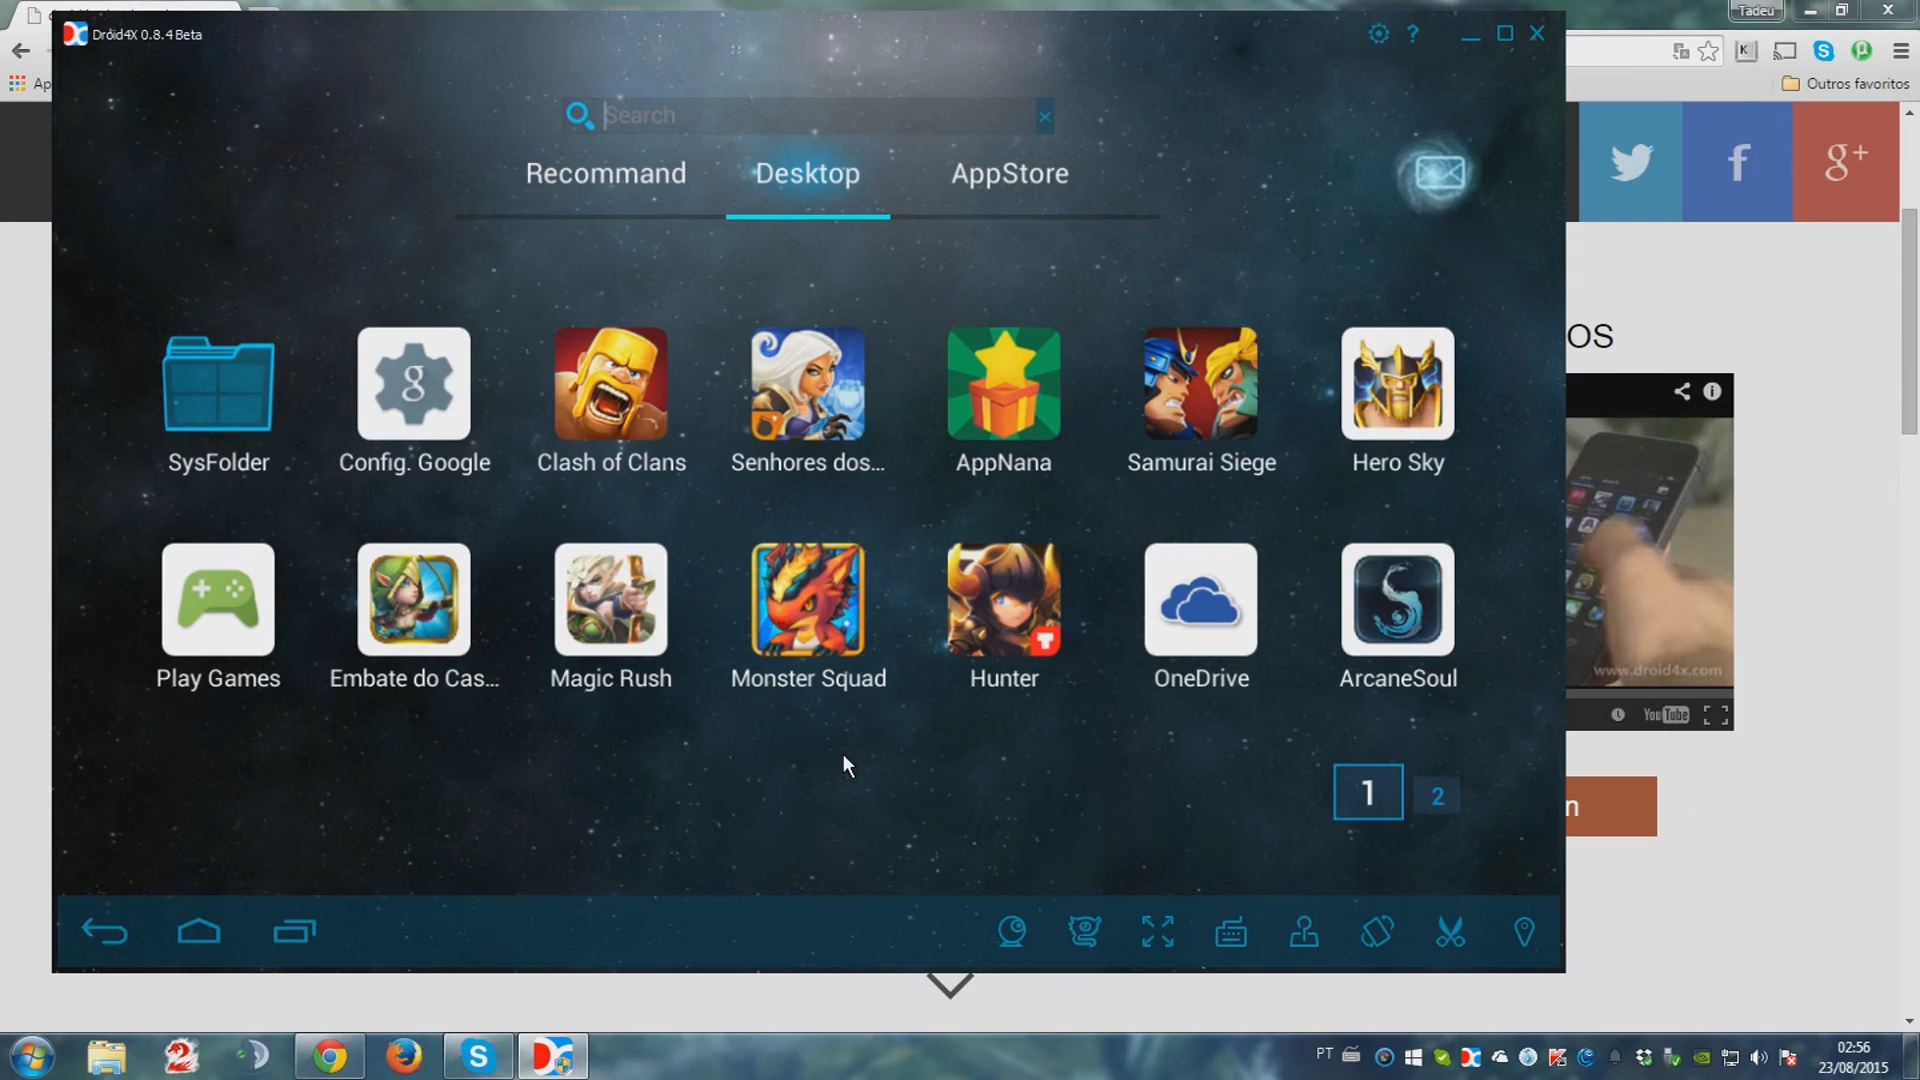 Tadeu
Droid4X 0.8.4 Beta
?
Ap
Outros favoritos
Search
Recommand
Desktop
AppStore
f
g+
OS
g
K
SysFolder
Config. Google
Clash of Clans
Senhores dos...
AppNana
Samurai Siege
Hero Sky
Play Games
Embate do Cas...
Magic Rush
Monster Squad
Hunter
OneDrive
ArcaneSoul
www.droid4x.com
YouTube
1
2
n
PT
02:56
23/08/2015